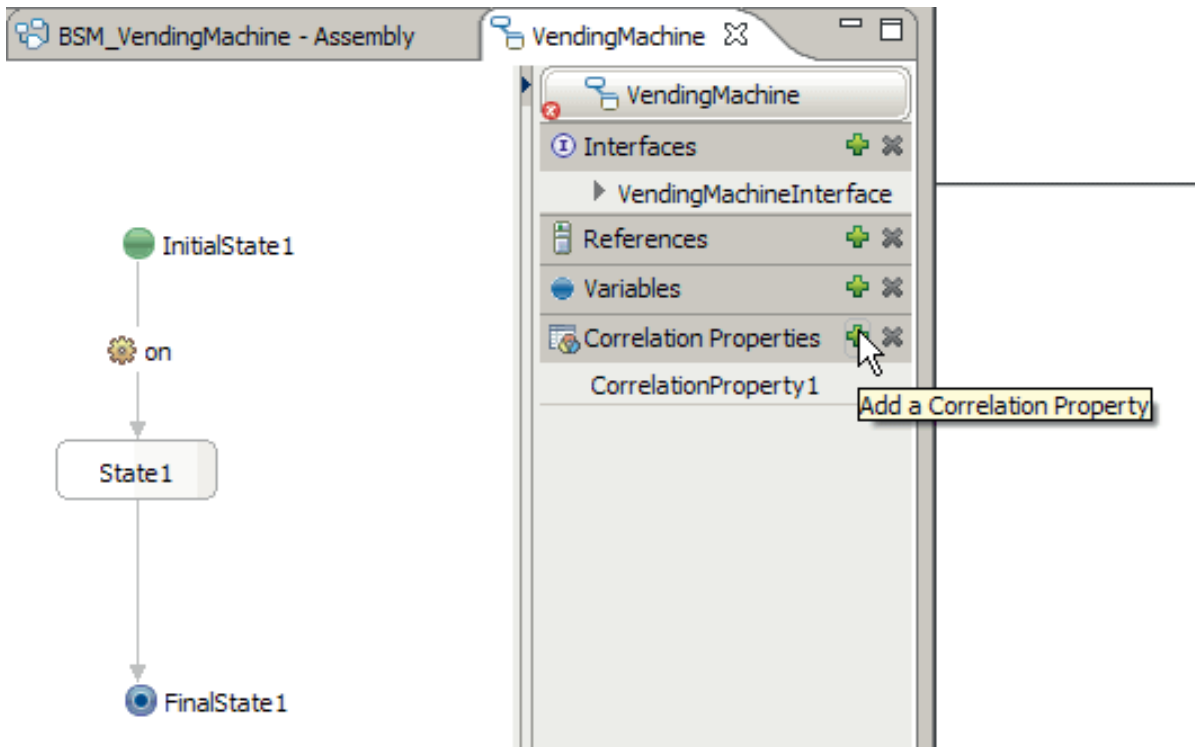 BSM_VendingMachine - Assembly
VendingMachine
VendingMachine
Interfaces
VendingMachineInterface
References
Variables
Correlation Properties
CorrelationProperty1
Add a Correlation Property
InitialState1
on
State1
FinalState1